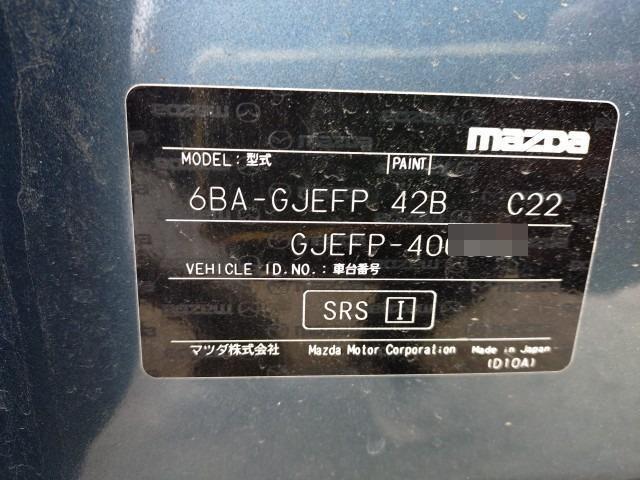 mazda
MODEL: 型式 PAINT
6BA-GJEFP 42B C22
GJEFP-40
VEHICLE ID.NO.: 車台番号
SRS I
マツダ株式会社 Mazda Motor Corporation Made in Japan
(D10A)